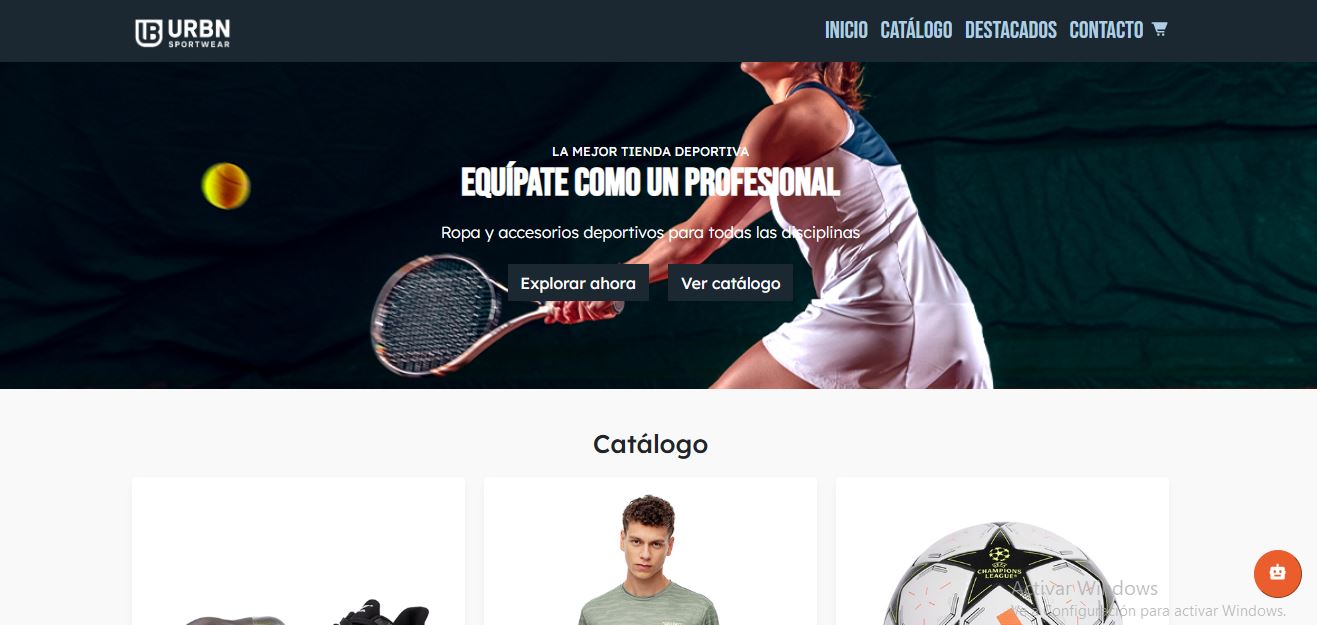 URBN
SPORTWEAR
INICIO CATÁLOGO DESTACADOS CONTACTO
LA MEJOR TIENDA DEPORTIVA
EQUÍPATE COMO UN PROFESIONAL
Ropa y accesorios deportivos para todas las disciplinas
Explorar ahora Ver catálogo
Catálogo
CHAMPIONS
LEAGUE
Activar Windows
Ve a Configuración para activar Windows.